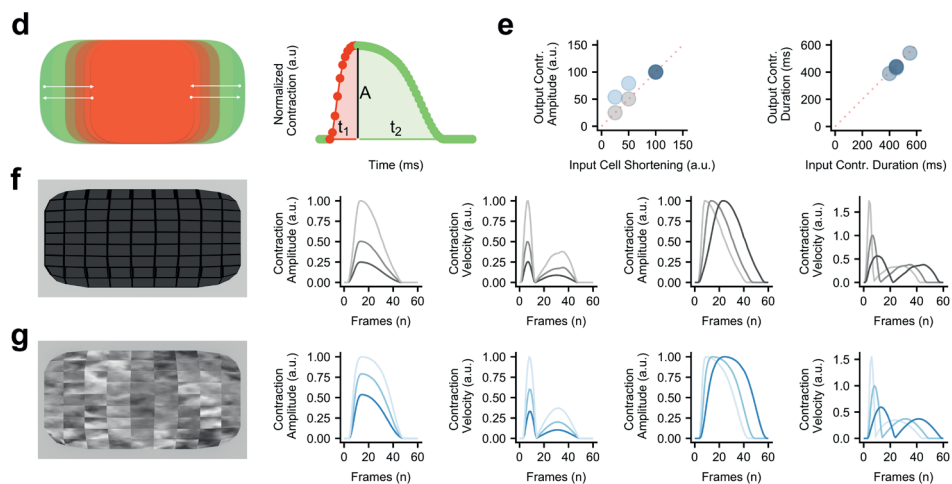 d
Normalized
Contraction (a.u)
A
t1
t2
Time (ms)
e
Output Contr.
Amplitude (a.u.)
150
100
50
0
0 50 100 150
Input Cell Shortening (a.u.)
Output Contr.
Duration (ms)
600
400
200
0
0 200 400 600
Input Contr. Duration (ms)
f
Contraction
Amplitude (a.u.)
1.00
0.75
0.50
0.25
0.00
0 20 40 60
Frames (n)
Contraction
Velocity (a.u.)
1.00
0.75
0.50
0.25
0.00
0 20 40 60
Frames (n)
Contraction
Amplitude (a.u.)
1.00
0.75
0.50
0.25
0.00
0 20 40 60
Frames (n)
Contraction
Velocity (a.u.)
1.5
1.0
0.5
0.0
0 20 40 60
Frames (n)
g
Contraction
Amplitude (a.u.)
1.00
0.75
0.50
0.25
0.00
0 20 40 60
Frames (n)
Contraction
Velocity (a.u.)
1.00
0.75
0.50
0.25
0.00
0 20 40 60
Frames (n)
Contraction
Amplitude (a.u.)
1.00
0.75
0.50
0.25
0.00
0 20 40 60
Frames (n)
Contraction
Velocity (a.u.)
1.5
1.0
0.5
0.0
0 20 40 60
Frames (n)